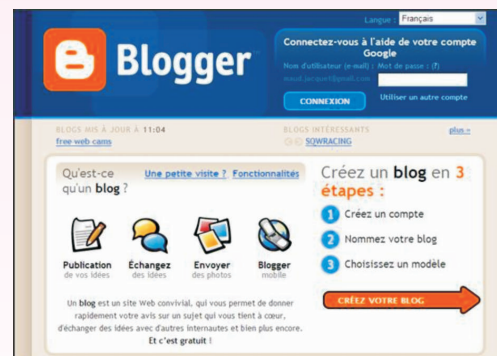 Langue : Français
Blogger™
Connectez-vous à l'aide de votre compte
Google
Nom d'utilisateur (e-mail) : Mot de passe : (?)
CONNEXION
Utiliser un autre compte
BLOGS MIS À JOUR À 11:04
free web cams
BLOGS INTÉRESSANTS
SQWRACING
plus »
Qu'est-ce
qu'un blog ?
Une petite visite ? Fonctionnalités
Publication
de vos idées
Échangez
des idées
Envoyer
des photos
Blogger
mobile
Un blog est un site Web convivial, qui vous permet de donner
rapidement votre avis sur un sujet qui vous tient à cœur,
d'échanger des idées avec d'autres internautes et bien plus encore.
Et c'est gratuit !
Créez un blog en 3
étapes :
1 Créez un compte
2 Nommez votre blog
3 Choisissez un modèle
CRÉEZ VOTRE BLOG